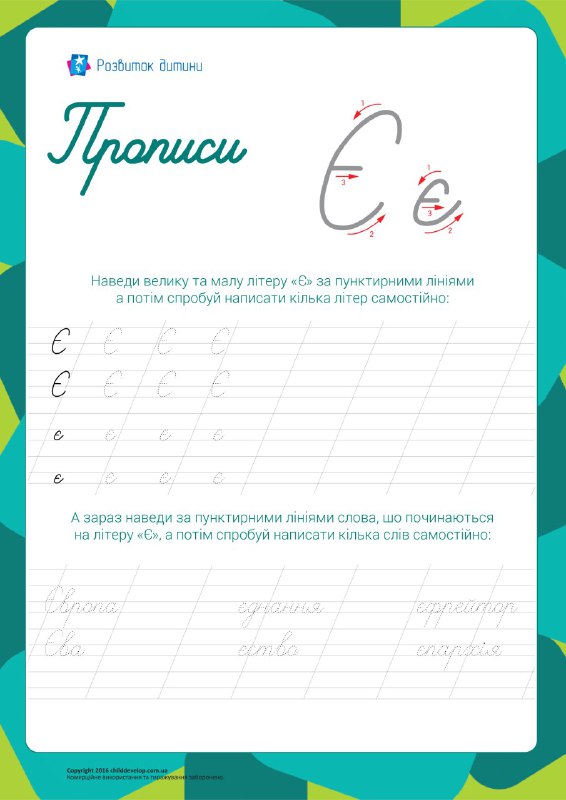 Розвиток дитини
Прописи
Є є
1
1
3
3
2
2
Наведи велику та малу літеру «Є» за пунктирними лініями
а потім спробуй написати кілька літер самостійно:
Є Є Є Є
Є Є Є Є
є є є є
є є є є
А зараз наведи за пунктирними лініями слова, що починаються
на літеру «Є», а потім спробуй написати кілька слів самостійно:
Європа єднання єфрейтор
Єва єство єпархія
Copyright 2016 childdevelop.com.ua
Комерційне використання та тиражування заборонено.